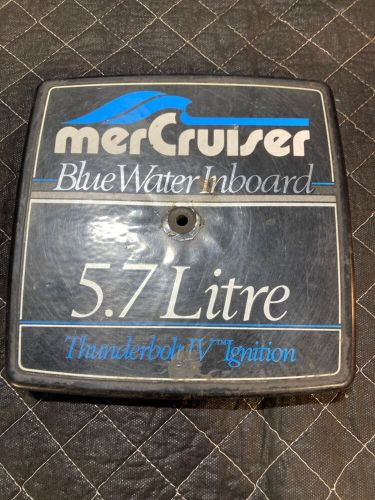 merCruiser
Blue Water Inboard
5.7 Litre
Thunderbolt IV™ Ignition